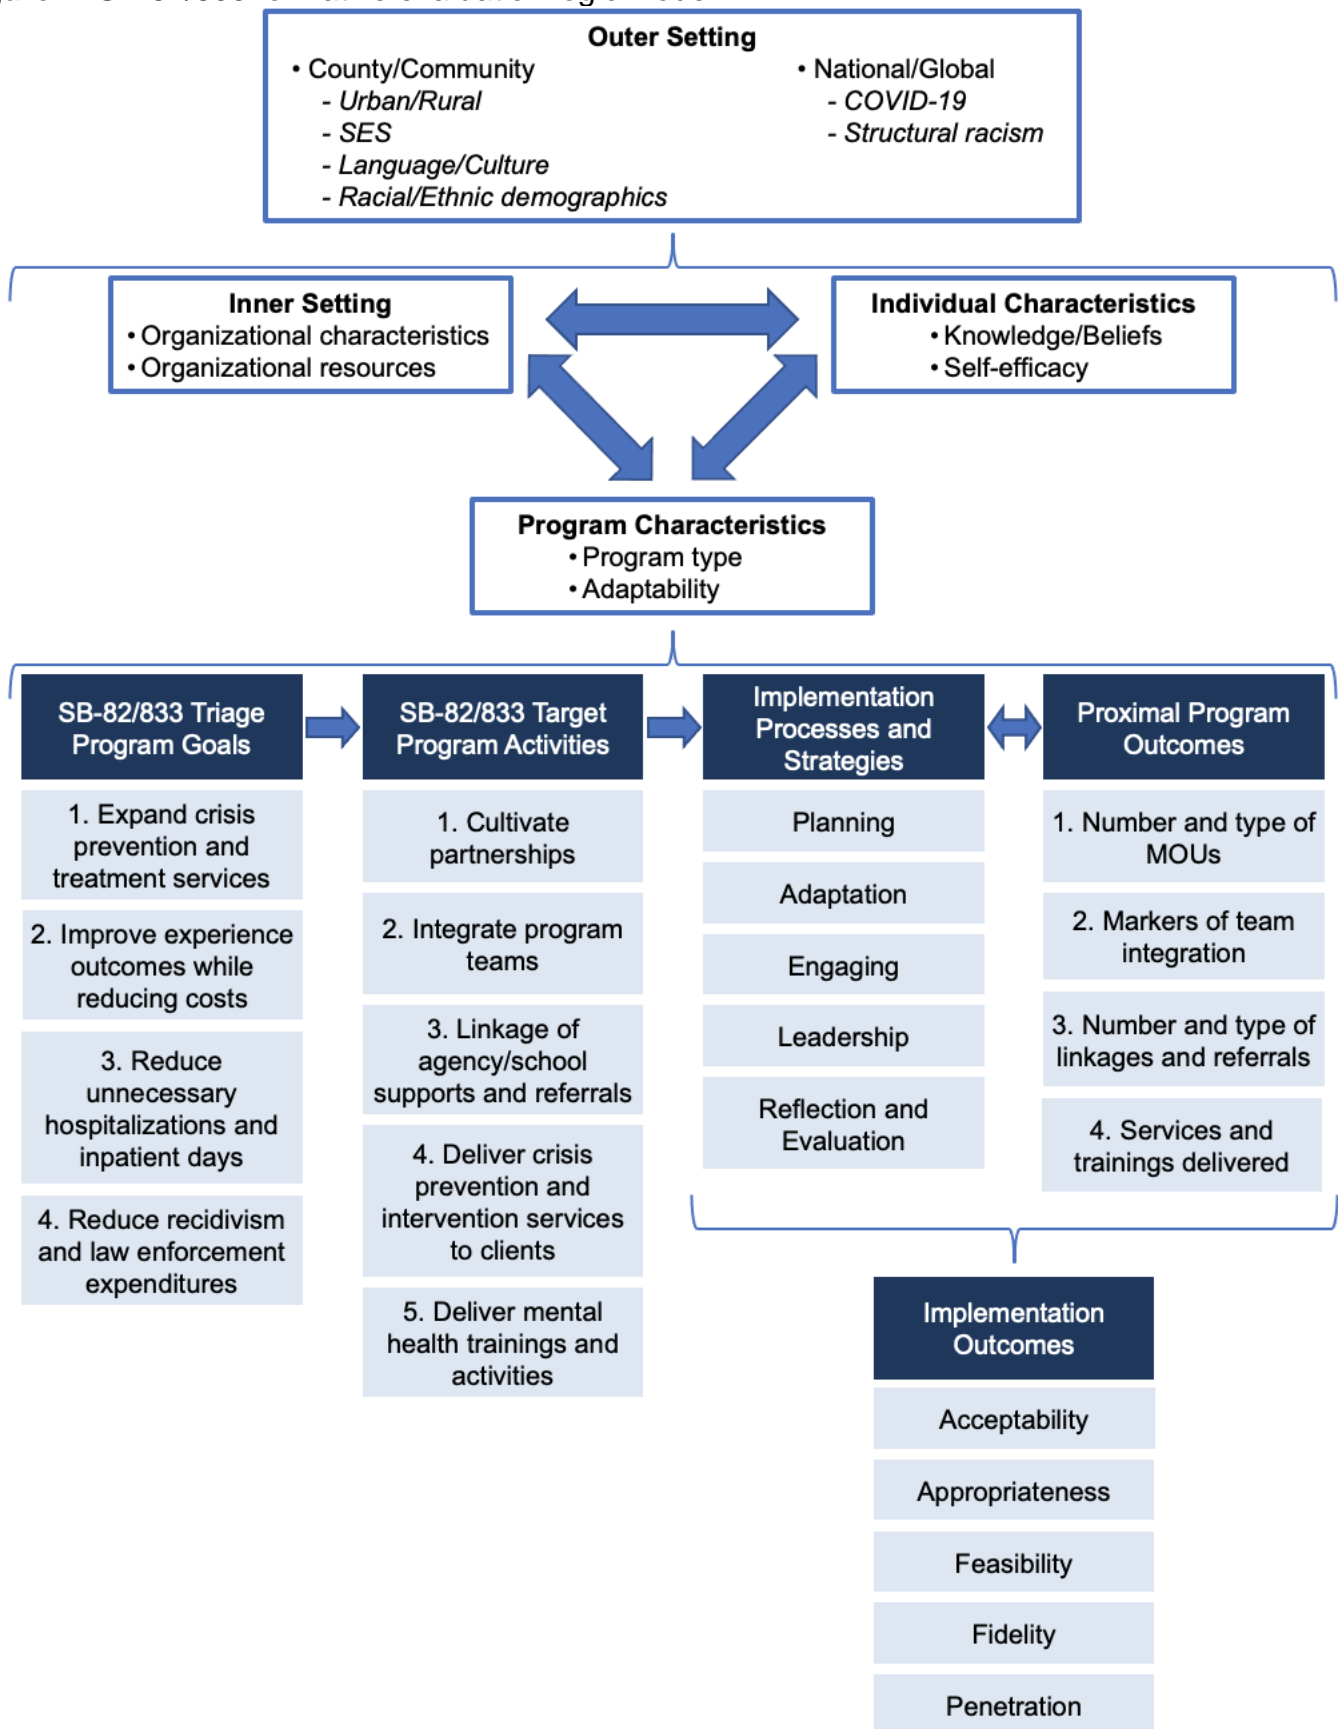 Outer Setting
• County/Community
- Urban/Rural
- SES
- Language/Culture
- Racial/Ethnic demographics
• National/Global
- COVID-19
- Structural racism
Inner Setting
• Organizational characteristics
• Organizational resources
Individual Characteristics
• Knowledge/Beliefs
• Self-efficacy
Program Characteristics
• Program type
• Adaptability
SB-82/833 Triage
Program Goals
1. Expand crisis
prevention and
treatment services
2. Improve experience
outcomes while
reducing costs
3. Reduce
unnecessary
hospitalizations and
inpatient days
4. Reduce recidivism
and law enforcement
expenditures
SB-82/833 Target
Program Activities
1. Cultivate
partnerships
2. Integrate program
teams
3. Linkage of
agency/school
supports and referrals
4. Deliver crisis
prevention and
intervention services
to clients
5. Deliver mental
health trainings and
activities
Implementation
Processes and
Strategies
Planning
Adaptation
Engaging
Leadership
Reflection and
Evaluation
Proximal Program
Outcomes
1. Number and type of
MOUs
2. Markers of team
integration
3. Number and type of
linkages and referrals
4. Services and
trainings delivered
Implementation
Outcomes
Acceptability
Appropriateness
Feasibility
Fidelity
Penetration